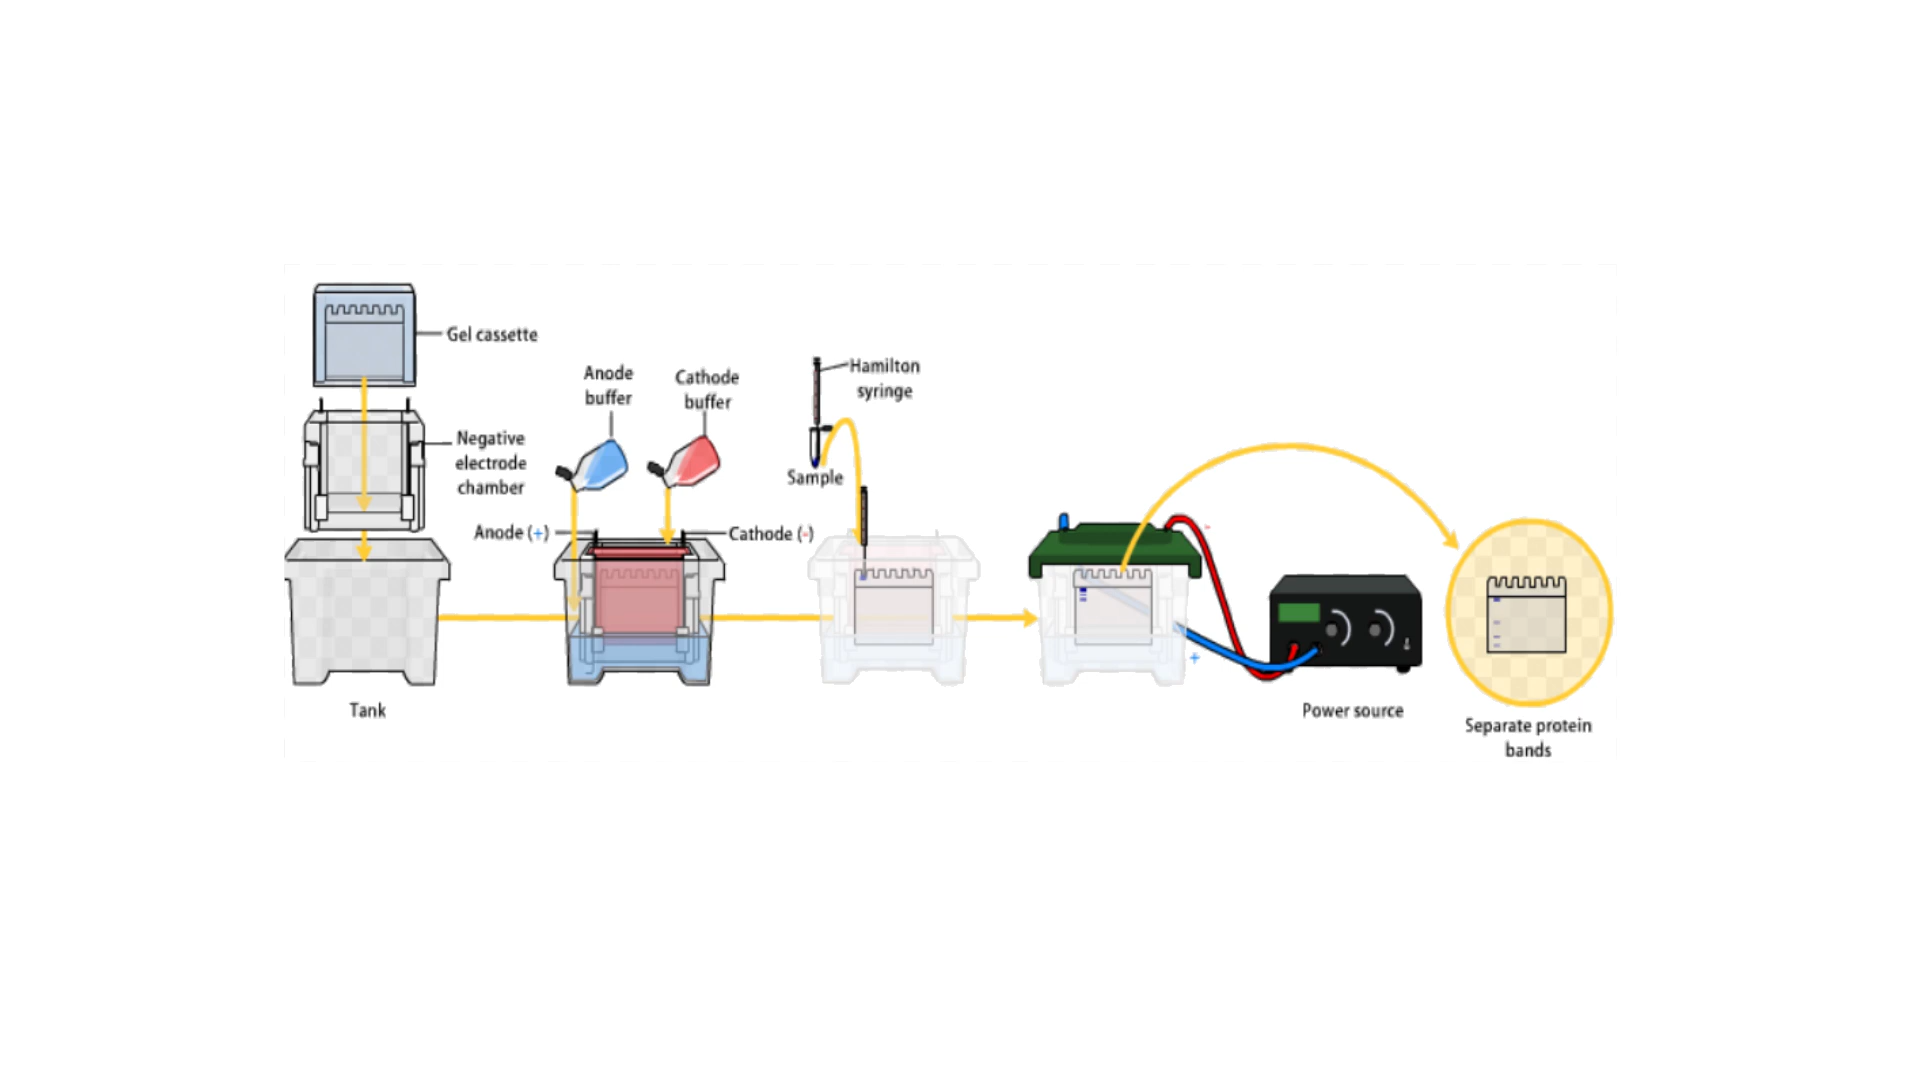 Gel cassette
Negative
electrode
chamber
Tank
Anode
buffer
Cathode
buffer
Anode (+)
Cathode (-)
Hamilton
syringe
Sample
-
+
Power source
Separate protein
bands